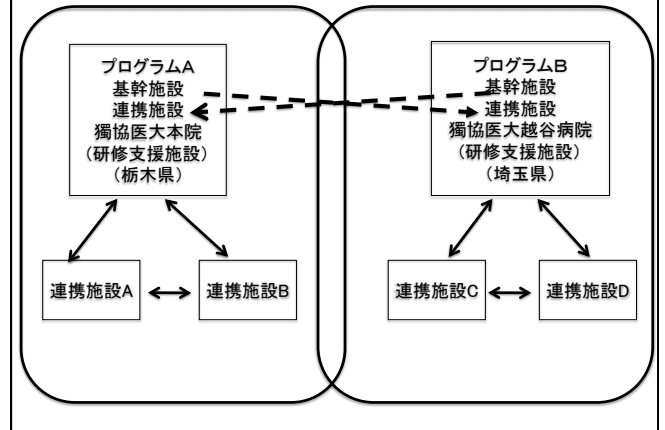 プログラムA
基幹施設
連携施設
獨協医大本院
(研修支援施設)
(栃木県)
連携施設A
連携施設B
プログラムB
基幹施設
連携施設
獨協医大越谷病院
(研修支援施設)
(埼玉県)
連携施設C
連携施設D